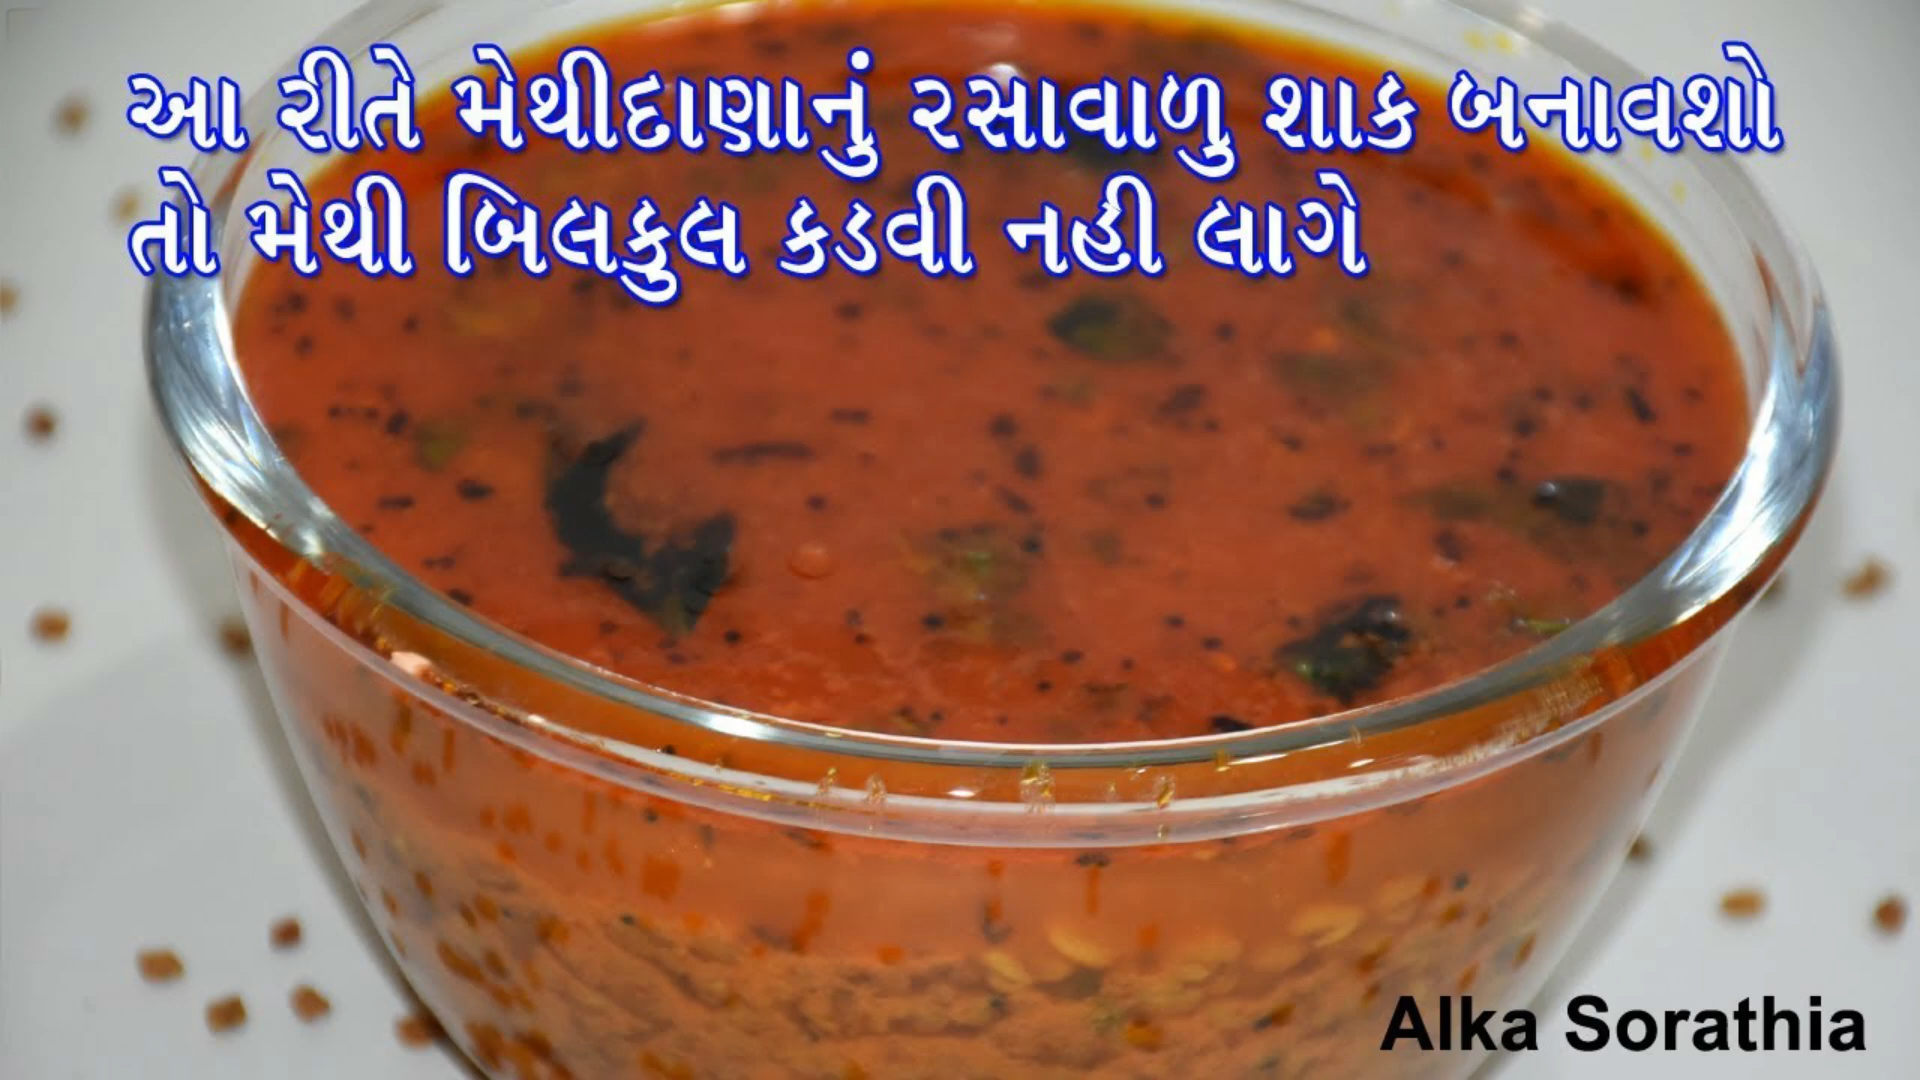 આ રીતે મેથીદાણાનું રસાવાળુ શાક બનાવશો
તો મેથી બિલકુલ કડવી નહી લાગે
Alka Sorathia